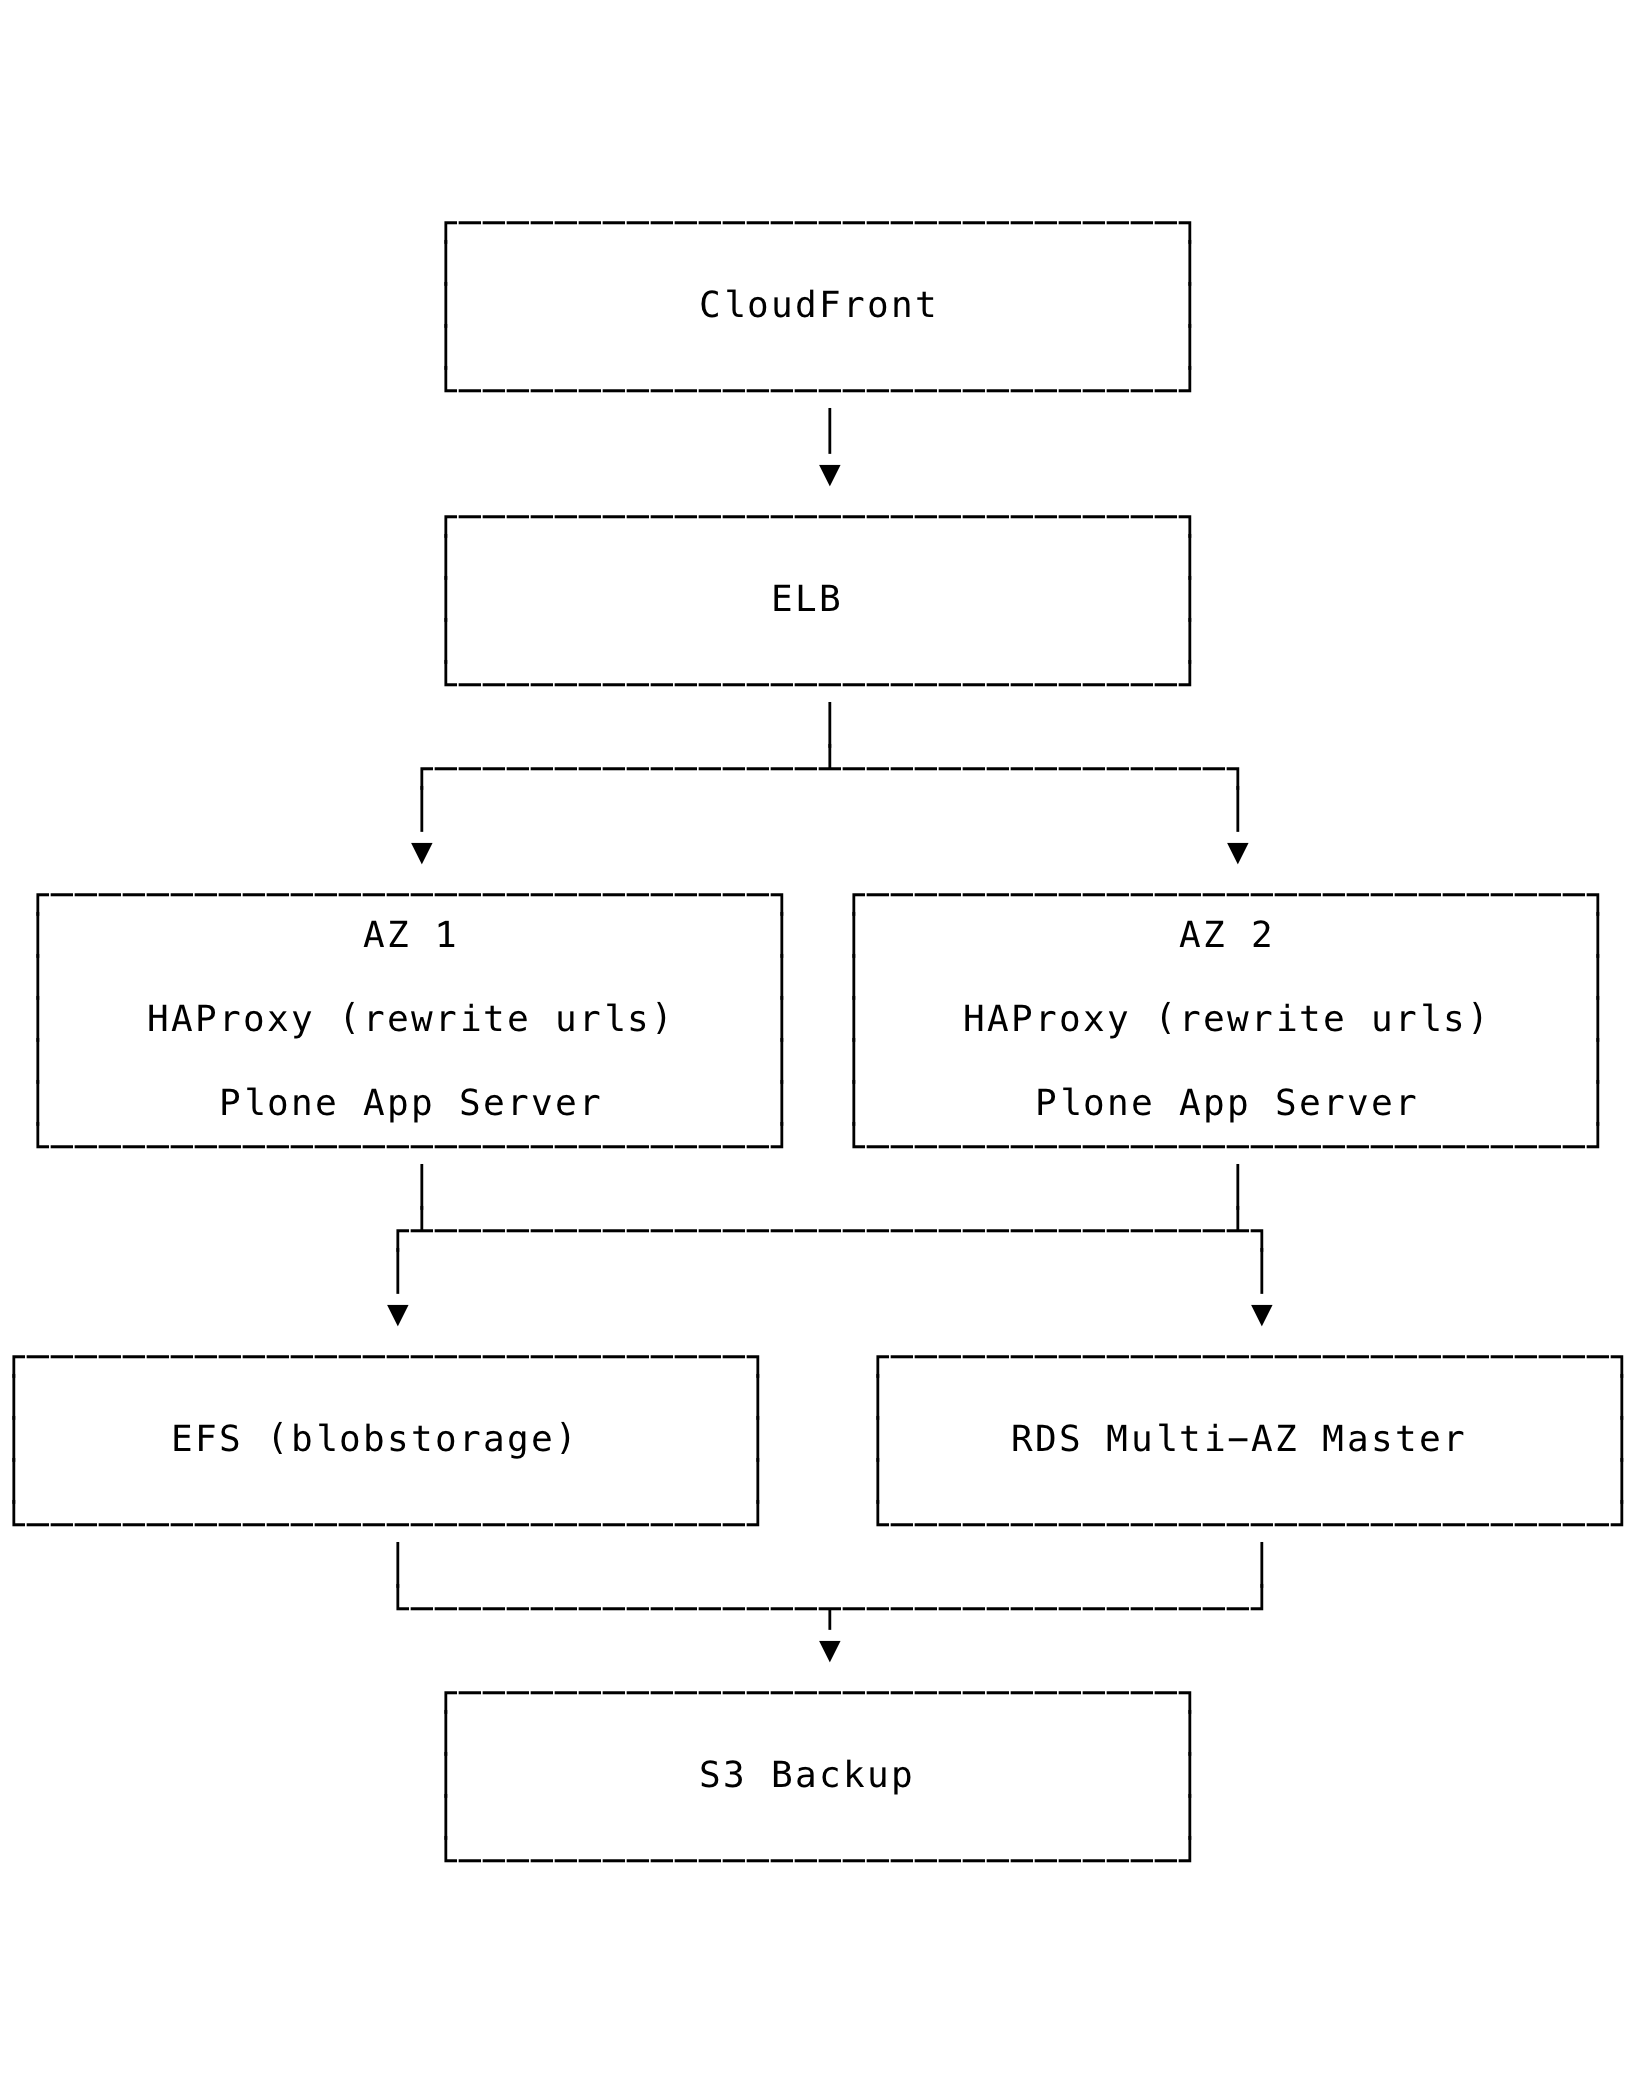 CloudFront
ELB
AZ 1
HAProxy (rewrite urls)
Plone App Server
AZ 2
HAProxy (rewrite urls)
Plone App Server
EFS (blobstorage)
RDS Multi-AZ Master
S3 Backup